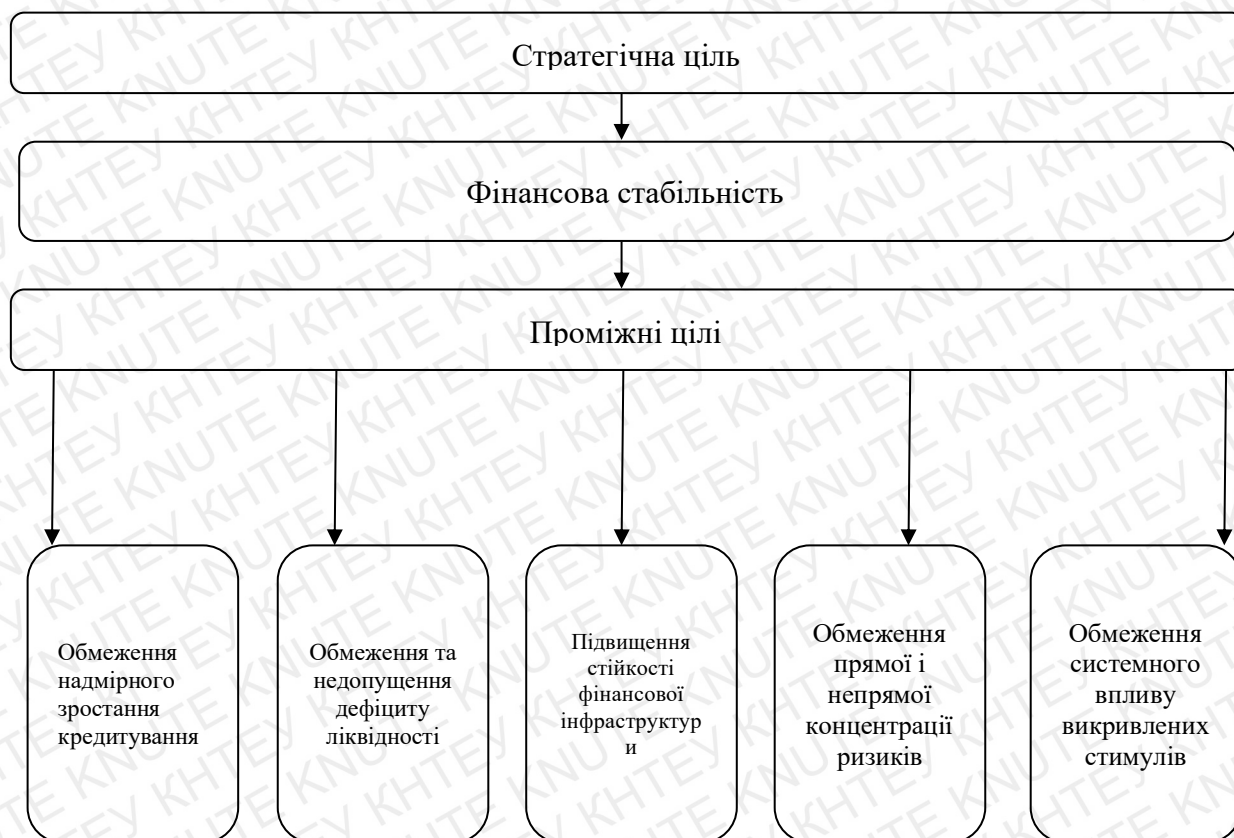 Стратегічна ціль
Фінансова стабільність
Проміжні цілі
Обмеження
надмірного
зростання
кредитування
Обмеження та
недопущення
дефіциту
ліквідності
Підвищення
стійкості
фінансової
інфраструктур
и
Обмеження
прямої і
непрямої
концентрації
ризиків
Обмеження
системного
впливу
викривлених
стимулів